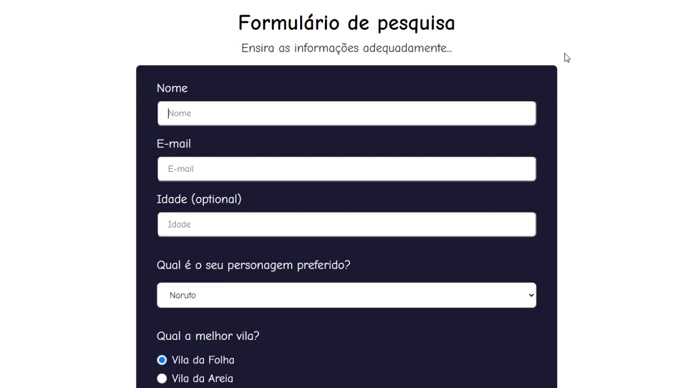 Formulário de pesquisa
Ensira as informações adequadamente...
Nome
Nome
E-mail
E-mail
Idade (optional)
Idade
Qual é o seu personagem preferido?
Naruto
Qual a melhor vila?
Vila da Folha
Vila da Areia